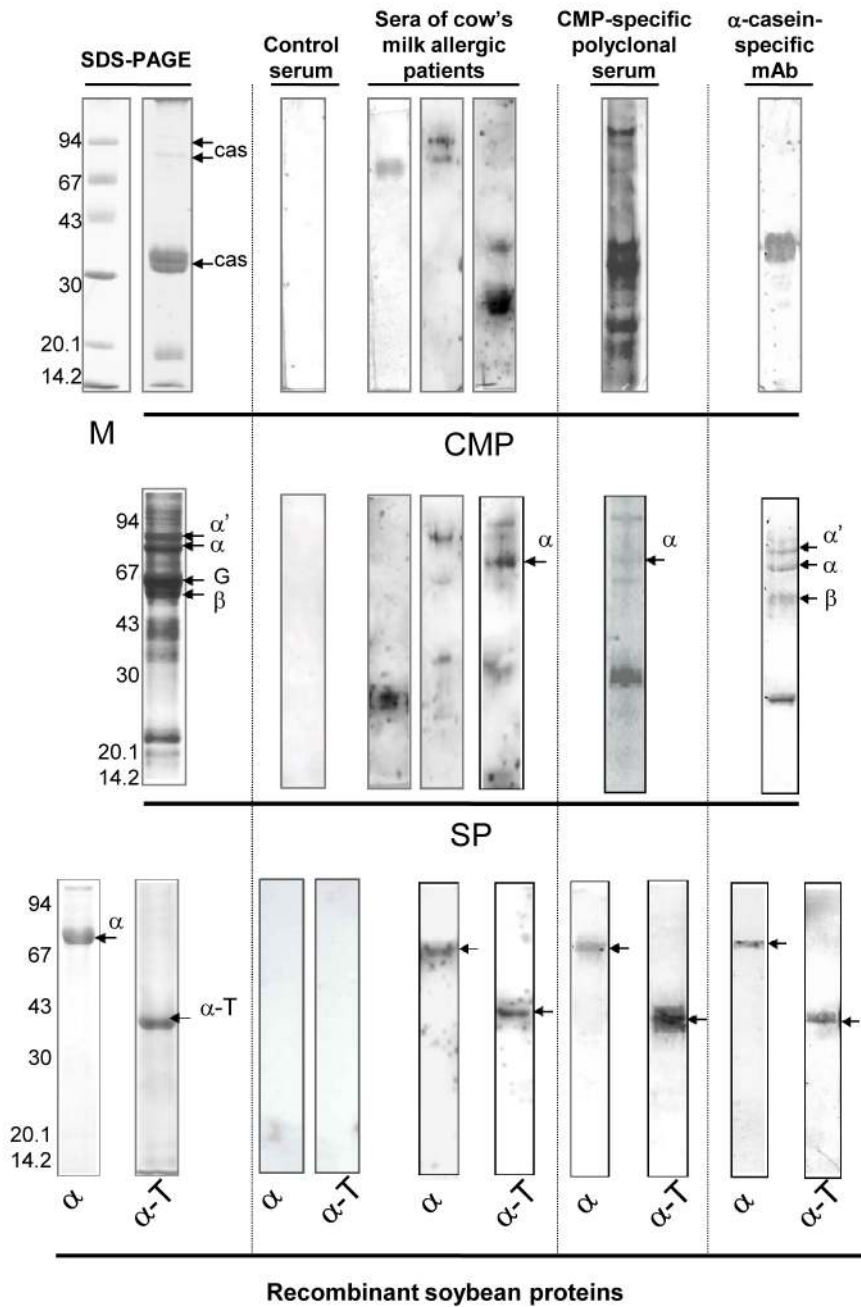 SDS-PAGE
Control serum
Sera of cow's milk allergic patients
CMP-specific polyclonal serum
α-casein-specific mAb
94
67
43
30
20.1
14.2
cas
cas
M
CMP
94
67
43
30
20.1
14.2
α'
α
G
β
α
α
α'
α
β
SP
94
67
43
30
20.1
14.2
α
α-T
α
α-T
α
α-T
α
α-T
α
α-T
α
α-T
Recombinant soybean proteins